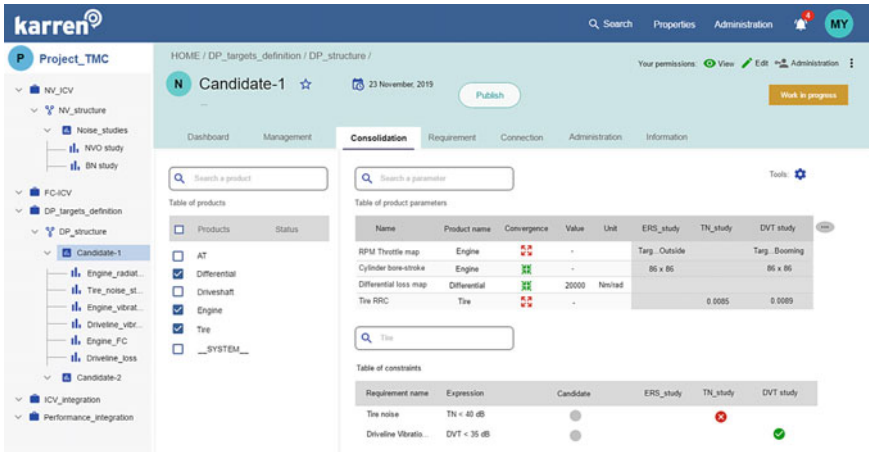 karren
Search Properties Administration 4 MY
P Project_TMC
NV_ICV
NV_structure
Noise_studies
NVO study
BN study
FC-ICV
DP_targets_definition
DP_structure
Candidate-1
Engine_radiat...
Tire_noise_st...
Engine_vibrat...
Driveline_vibr...
Engine_FC
Driveline_loss
Candidate-2
ICV_integration
Performance_integration
HOME / DP_targets_definition / DP_structure /
N Candidate-1
...
23 November, 2019
Publish
Your permissions: View Edit Administration
Work in progress
Dashboard Management Consolidation Requirement Connection Administration Information
Search a product
Table of products
Products Status
AT
Differential
Driveshaft
Engine
Tire
__SYSTEM__
Search a parameter
Tools:
Table of product parameters
Name Product name Convergence Value Unit ERS_study TN_study DVT study
RPM Throttle map Engine - Targ...Outside Targ...Booming
Cylinder bore-stroke Engine - 86 x 86 86 x 86
Differential loss map Differential 20000 Nm/rad
Tire RRC Tire - 0.0085 0.0089
Tire
Table of constraints
Requirement name Expression Candidate ERS_study TN_study DVT study
Tire noise TN < 40 dB
Driveline Vibratio... DVT < 35 dB